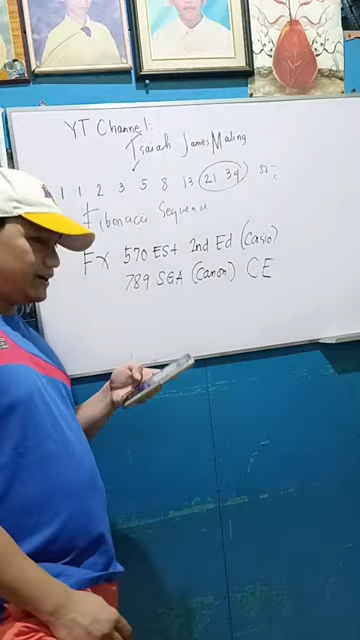 YT Channel:
Isaiah James Maling
1 1 2 3 5 8 13 21 34
Fibonacci Sequence
Fx 570 ES+ 2nd Ed (Casio)
789 SGA (Canon) CE